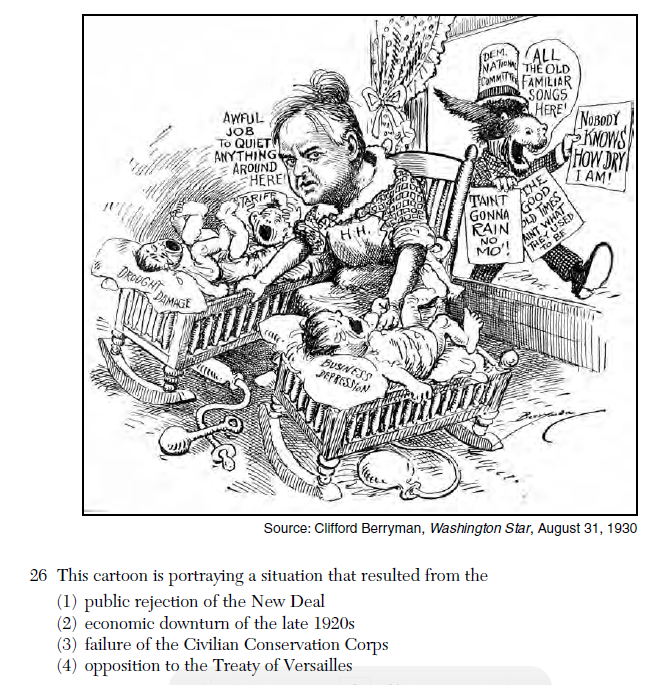 AWFUL
JOB
TO QUIET
ANYTHING
AROUND
HERE!
TARIFF
DEM.
NATIONAL
COMMITTEE
ALL
THE OLD
FAMILIAR
SONGS
HERE!
NOBODY
KNOWS
HOW DRY
I AM!
'TAINT
GONNA
RAIN
NO
MO'!
THE
GOOD
OLD TIMES
AINT WHAT
THEY USED
TO BE
H.H.
DROUGHT
DAMAGE
BUSINESS
DEPRESSION
Berryman
Source: Clifford Berryman, Washington Star, August 31, 1930
26 This cartoon is portraying a situation that resulted from the
(1) public rejection of the New Deal
(2) economic downturn of the late 1920s
(3) failure of the Civilian Conservation Corps
(4) opposition to the Treaty of Versailles